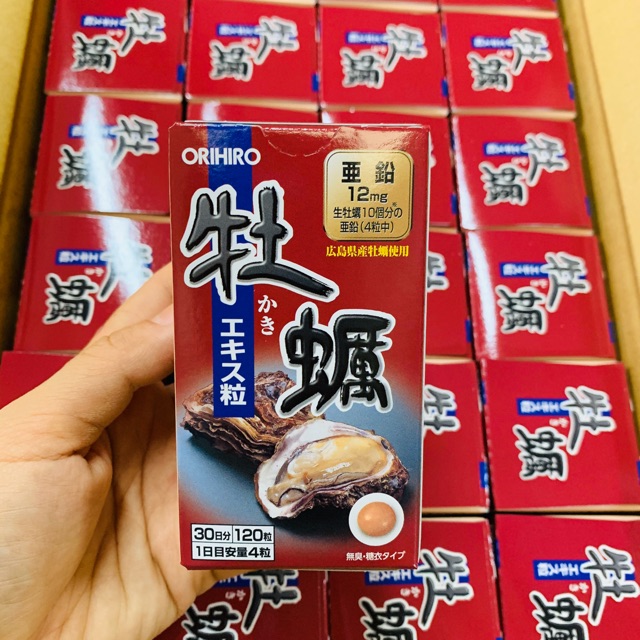 ORIHIRO
亜鉛
12mg
生牡蠣10個分の※
亜鉛(4粒中)
広島県産牡蠣使用
牡蠣
かき
エキス粒
30日分 120粒
1日目安量4粒
無臭・糖衣タイプ